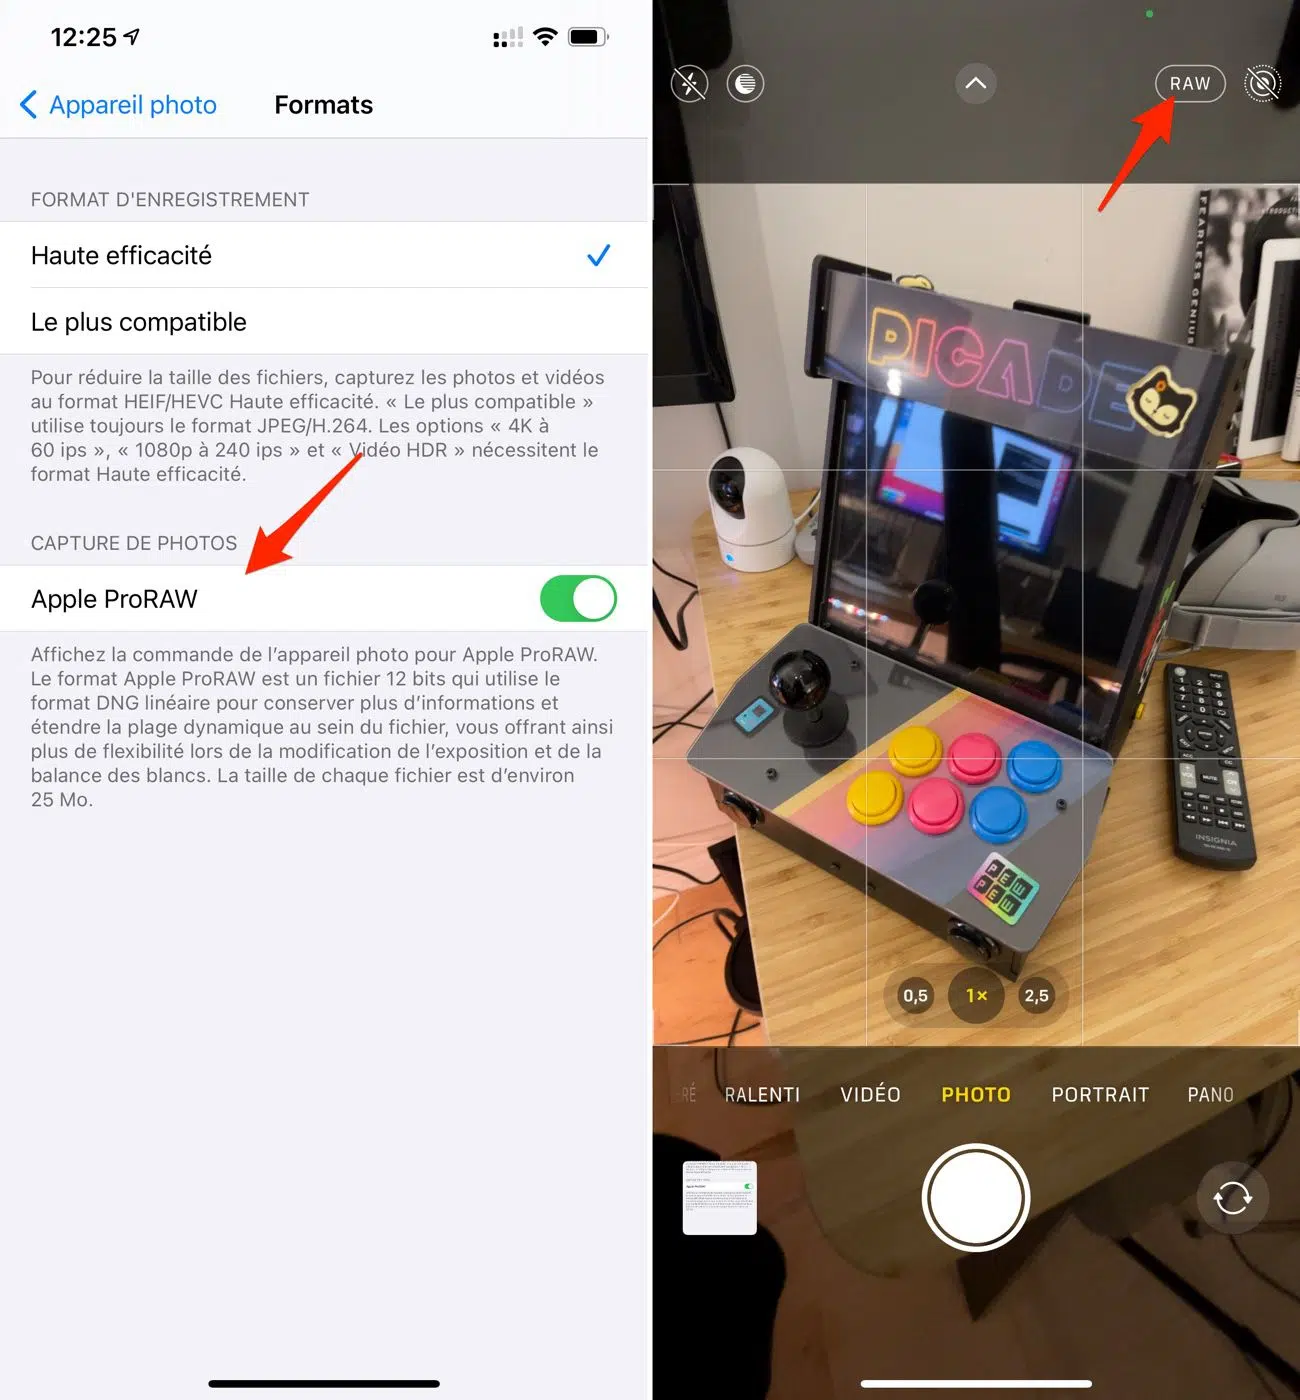 12:25
Appareil photo
Formats
FORMAT D'ENREGISTREMENT
Haute efficacité
Le plus compatible
Pour réduire la taille des fichiers, capturez les photos et vidéos
au format HEIF/HEVC Haute efficacité. « Le plus compatible »
utilise toujours le format JPEG/H.264. Les options « 4K à
60 ips », « 1080p à 240 ips » et « Vidéo HDR » nécessitent le
format Haute efficacité.
CAPTURE DE PHOTOS
Apple ProRAW
Affichez la commande de l'appareil photo pour Apple ProRAW.
Le format Apple ProRAW est un fichier 12 bits qui utilise le
format DNG linéaire pour conserver plus d'informations et
étendre la plage dynamique au sein du fichier, vous offrant ainsi
plus de flexibilité lors de la modification de l'exposition et de la
balance des blancs. La taille de chaque fichier est d'environ
25 Mo.
RAW
FEARLESS GENIUS
PICADE
INSIGNIA
PEW
PEW
0,5
1×
2,5
RÉ
RALENTI
VIDÉO
PHOTO
PORTRAIT
PANO